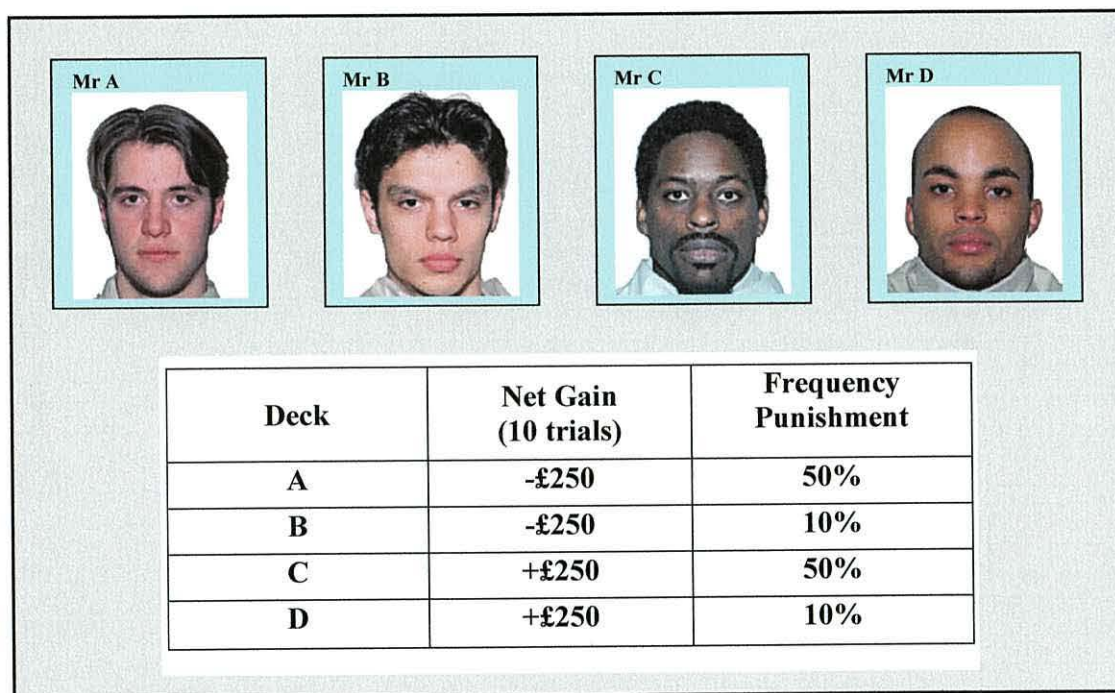 Mr A Mr B Mr C Mr D
Deck Net Gain (10 trials) Frequency Punishment
A -£250 50%
B -£250 10%
C +£250 50%
D +£250 10%